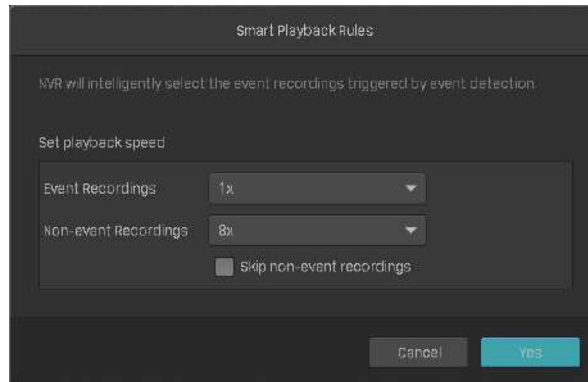 Smart Playback Rules
NVR will intelligently select the event recordings triggered by event detection.
Set playback speed
Event Recordings 1x
Non-event Recordings 8x
Skip non-event recordings
Cancel Yes